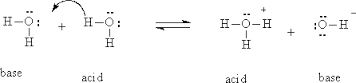 H–Ö: + H–Ö: ⇌ H–Ö–H⁺ + :Ö–H⁻
H H H
base acid acid base